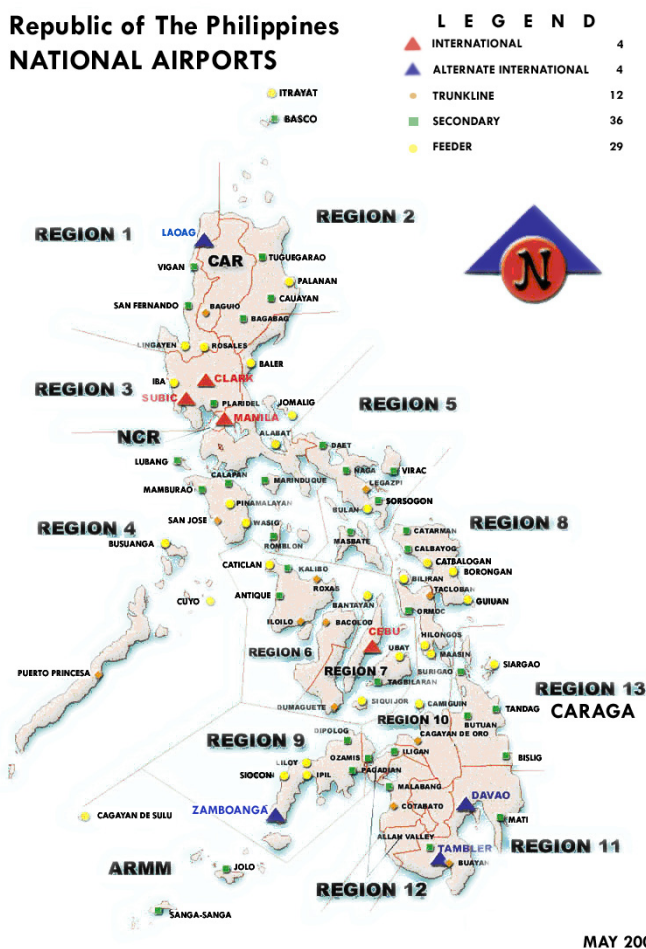 Republic of The Philippines
NATIONAL AIRPORTS
L E G E N D
INTERNATIONAL 4
ALTERNATE INTERNATIONAL 4
TRUNKLINE 12
SECONDARY 36
FEEDER 29
ITRAYAT
BASCO
REGION 2
REGION 1
LAOAG
CAR
TUGUEGARAO
VIGAN
PALANAN
CAUAYAN
SAN FERNANDO
BAGUIO
BAGABAG
LINGAYEN
ROSALES
BALER
CLARK
IBA
REGION 3
SUBIC
PLARIDEL
JOMALIG
REGION 5
MANILA
NCR
ALABAT
DAET
LUBANG
NAGA
VIRAC
CALAPAN
MARINDUQUE
LEGAZPI
MAMBURAO
PINAMALAYAN
SORSOGON
BULAN
SAN JOSE
WASIG
REGION 4
REGION 8
CATARMAN
MASBATE
BUSUANGA
ROMBLON
CALBAYOG
CATICLAN
KALIBO
CATBALOGAN
BORONGAN
BILIRAN
ROXAS
TACLOBAN
ANTIQUE
CUYO
BANTAYAN
GUIUAN
ORMOC
ILOILO
BACOLOD
CEBU
HILONGOS
UBAY
MAASIN
REGION 6
SIARGAO
REGION 7
SURIGAO
PUERTO PRINCESA
TAGBILARAN
REGION 13
CARAGA
SIQUIJOR
CAMIGUIN
DUMAGUETE
TANDAG
REGION 10
BUTUAN
DIPOLOG
CAGAYAN DE ORO
REGION 9
ILIGAN
BISLIG
LILOY
OZAMIS
SIOCON
IPIL
PAGADIAN
MALABANG
DAVAO
COTABATO
ZAMBOANGA
CAGAYAN DE SULU
MATI
ALLAH VALLEY
REGION 11
TAMBLER
BUAYAN
ARMM
JOLO
REGION 12
SANGA-SANGA
N
MAY 200